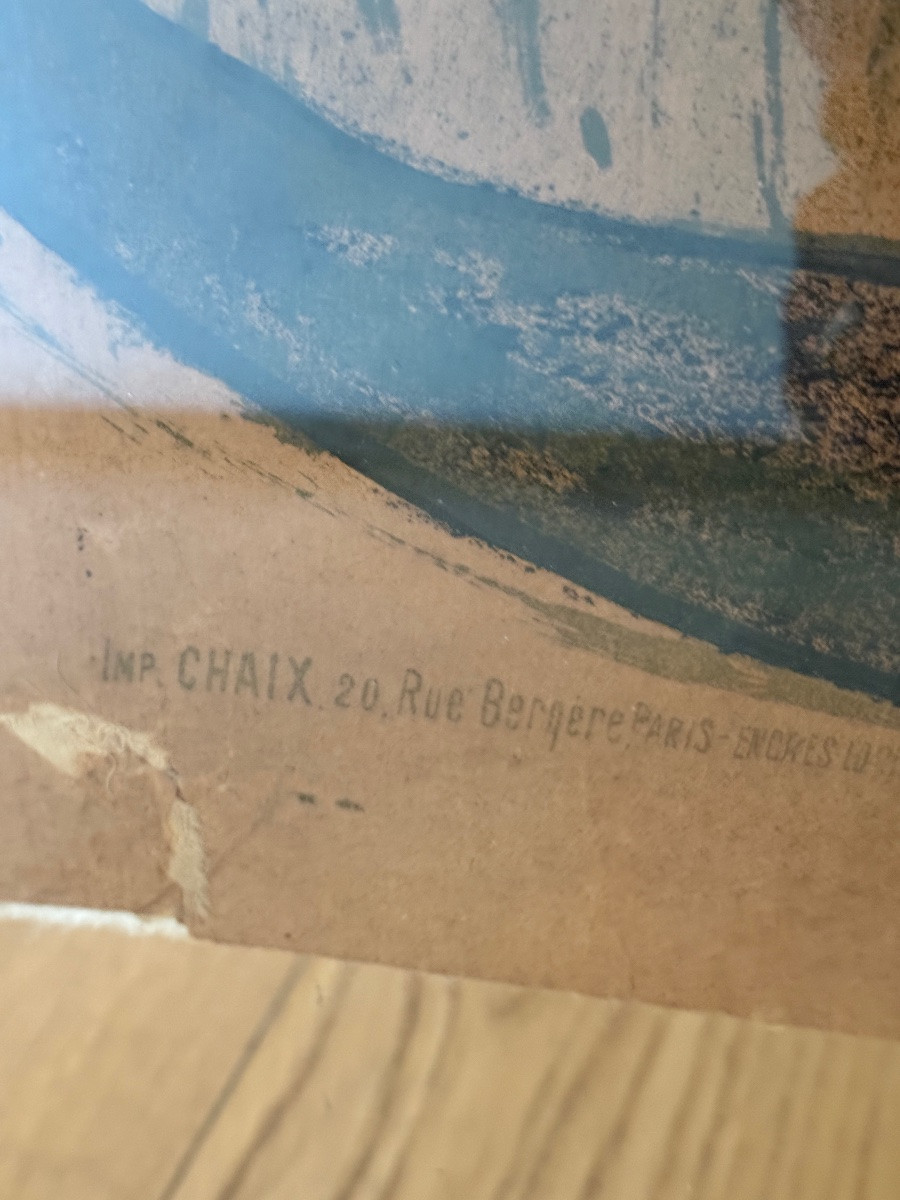 IMP. CHAIX. 20, Rue Bergère, PARIS - ENCRES